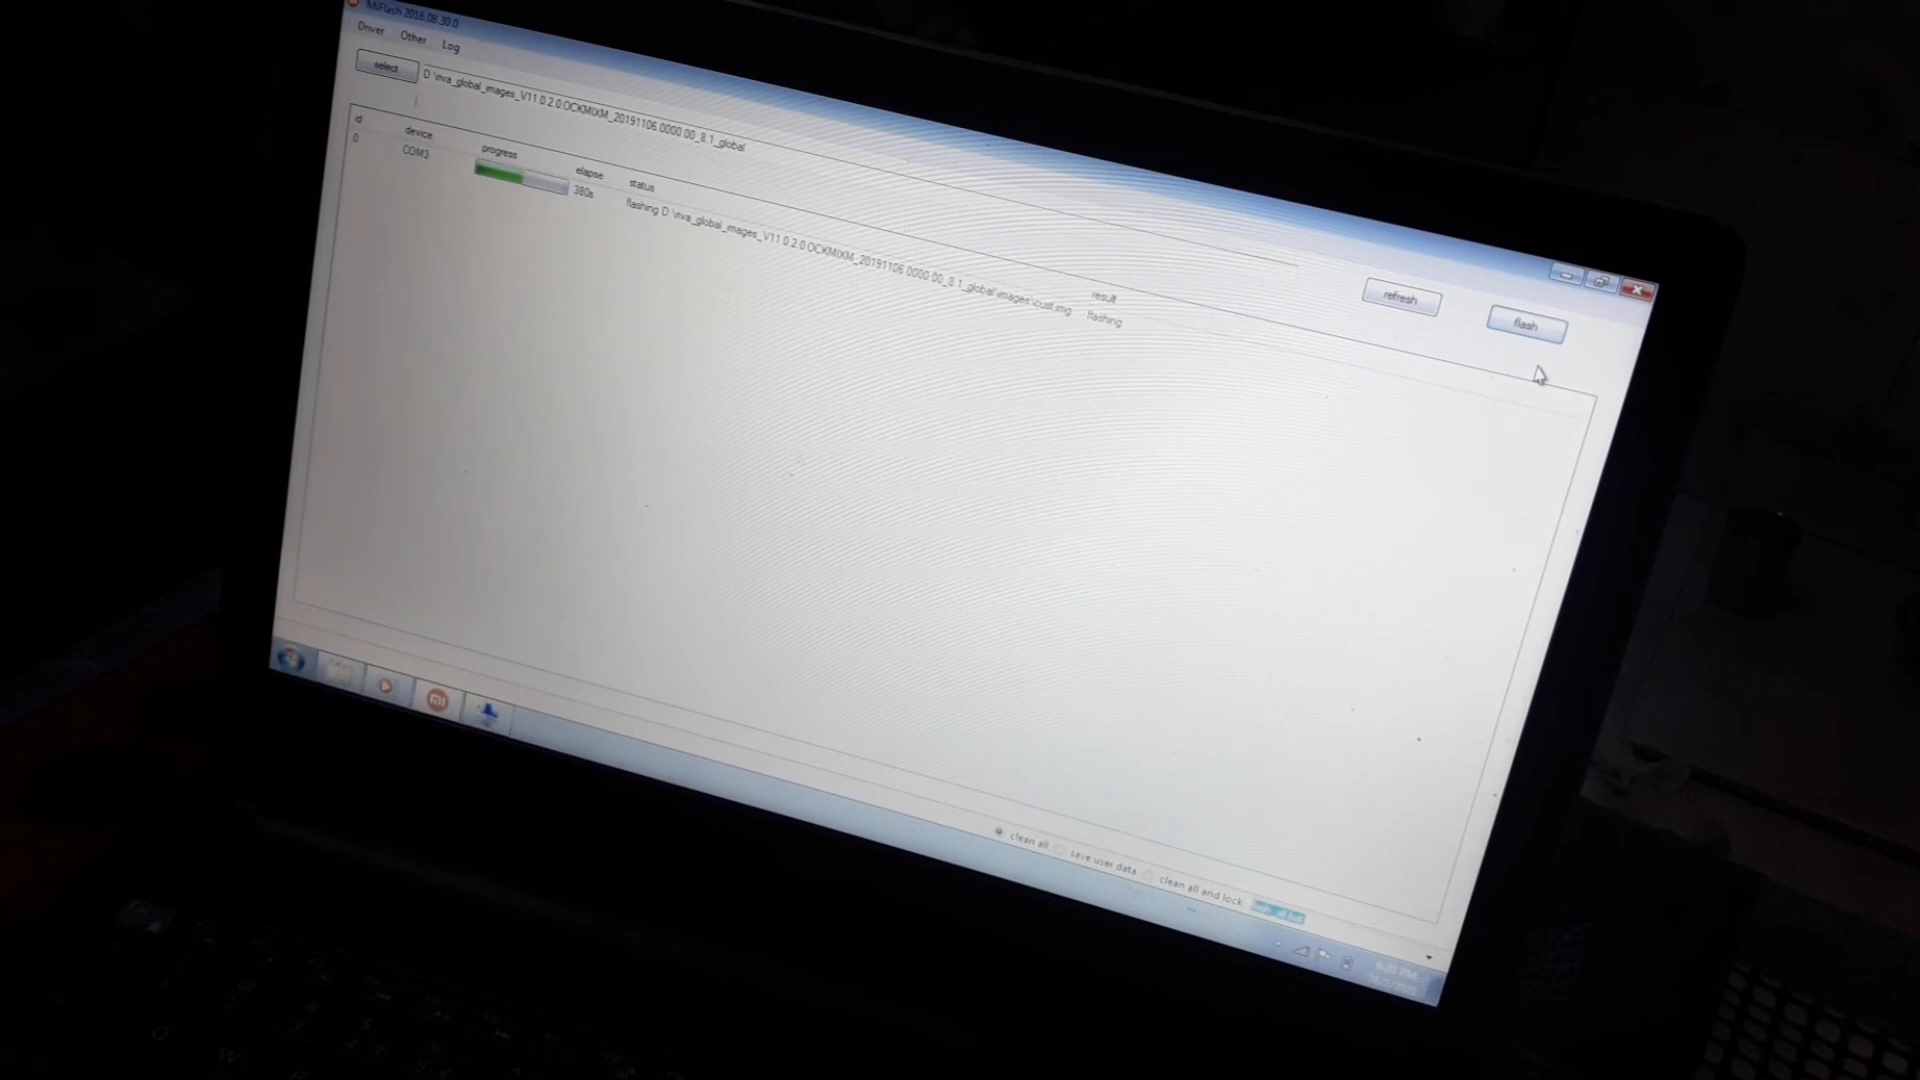 MiFlash 2016.08.30.0
Driver Other Log
select D:\riva_global_images_V11.0.2.0.OCKMIXM_20191106.0000.00_8.1_global
refresh flash
id device progress elapse status result
0 COM3 380s flashing D:\riva_global_images_V11.0.2.0.OCKMIXM_20191106.0000.00_8.1_global\images\cust.img flashing
clean all save user data clean all and lock
mi